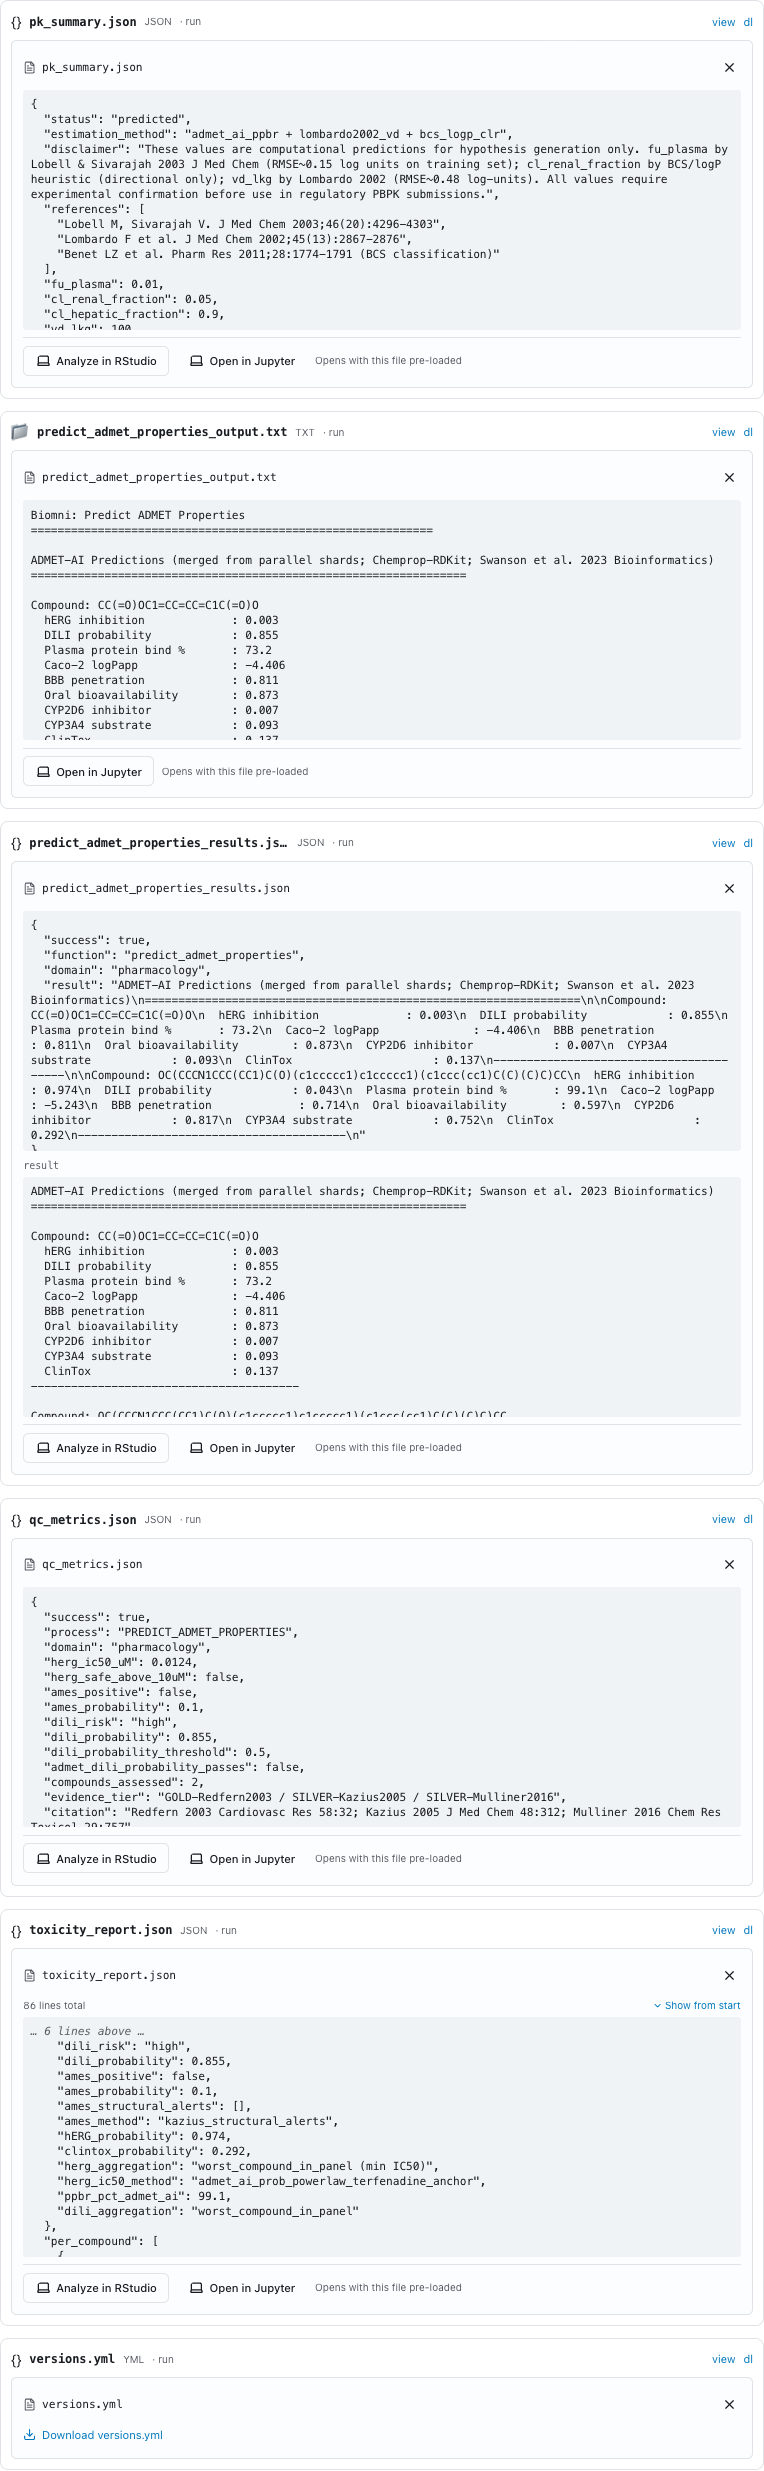 {} pk_summary.json JSON · run view dl
pk_summary.json
{
"status": "predicted",
"estimation_method": "admet_ai_ppbr + lombardo2002_vd + bcs_logp_clr",
"disclaimer": "These values are computational predictions for hypothesis generation only. fu_plasma by
Lobell & Sivarajah 2003 J Med Chem (RMSE~0.15 log units on training set); cl_renal_fraction by BCS/logP
heuristic (directional only); vd_lkg by Lombardo 2002 (RMSE~0.48 log-units). All values require
experimental confirmation before use in regulatory PBPK submissions.",
"references": [
"Lobell M, Sivarajah V. J Med Chem 2003;46(20):4296-4303",
"Lombardo F et al. J Med Chem 2002;45(13):2867-2876",
"Benet LZ et al. Pharm Res 2011;28:1774-1791 (BCS classification)"
],
"fu_plasma": 0.01,
"cl_renal_fraction": 0.05,
"cl_hepatic_fraction": 0.9,
"vd_lkg": 100
Analyze in RStudio Open in Jupyter Opens with this file pre-loaded
predict_admet_properties_output.txt TXT · run view dl
predict_admet_properties_output.txt
Biomni: Predict ADMET Properties
============================================================
ADMET-AI Predictions (merged from parallel shards; Chemprop-RDKit; Swanson et al. 2023 Bioinformatics)
=================================================================
Compound: CC(=O)OC1=CC=CC=C1C(=O)O
hERG inhibition : 0.003
DILI probability : 0.855
Plasma protein bind % : 73.2
Caco-2 logPapp : -4.406
BBB penetration : 0.811
Oral bioavailability : 0.873
CYP2D6 inhibitor : 0.007
CYP3A4 substrate : 0.093
ClinTox : 0.137
Open in Jupyter Opens with this file pre-loaded
{} predict_admet_properties_results.js… JSON · run view dl
predict_admet_properties_results.json
{
"success": true,
"function": "predict_admet_properties",
"domain": "pharmacology",
"result": "ADMET-AI Predictions (merged from parallel shards; Chemprop-RDKit; Swanson et al. 2023
Bioinformatics)\n=================================================================\n\nCompound:
CC(=O)OC1=CC=CC=C1C(=O)O\n hERG inhibition : 0.003\n DILI probability : 0.855\n
Plasma protein bind % : 73.2\n Caco-2 logPapp : -4.406\n BBB penetration
: 0.811\n Oral bioavailability : 0.873\n CYP2D6 inhibitor : 0.007\n CYP3A4
substrate : 0.093\n ClinTox : 0.137\n-----------------------------------
-----\n\nCompound: OC(CCCN1CCC(CC1)C(O)(c1ccccc1)c1ccccc1)(c1ccc(cc1)C(C)(C)C)CC\n hERG inhibition
: 0.974\n DILI probability : 0.043\n Plasma protein bind % : 99.1\n Caco-2 logPapp
: -5.243\n BBB penetration : 0.714\n Oral bioavailability : 0.597\n CYP2D6
inhibitor : 0.817\n CYP3A4 substrate : 0.752\n ClinTox :
0.292\n----------------------------------------\n"
}
result
ADMET-AI Predictions (merged from parallel shards; Chemprop-RDKit; Swanson et al. 2023 Bioinformatics)
=================================================================
Compound: CC(=O)OC1=CC=CC=C1C(=O)O
hERG inhibition : 0.003
DILI probability : 0.855
Plasma protein bind % : 73.2
Caco-2 logPapp : -4.406
BBB penetration : 0.811
Oral bioavailability : 0.873
CYP2D6 inhibitor : 0.007
CYP3A4 substrate : 0.093
ClinTox : 0.137
----------------------------------------
Compound: OC(CCCN1CCC(CC1)C(O)(c1ccccc1)c1ccccc1)(c1ccc(cc1)C(C)(C)C)CC
Analyze in RStudio Open in Jupyter Opens with this file pre-loaded
{} qc_metrics.json JSON · run view dl
qc_metrics.json
{
"success": true,
"process": "PREDICT_ADMET_PROPERTIES",
"domain": "pharmacology",
"herg_ic50_uM": 0.0124,
"herg_safe_above_10uM": false,
"ames_positive": false,
"ames_probability": 0.1,
"dili_risk": "high",
"dili_probability": 0.855,
"dili_probability_threshold": 0.5,
"admet_dili_probability_passes": false,
"compounds_assessed": 2,
"evidence_tier": "GOLD-Redfern2003 / SILVER-Kazius2005 / SILVER-Mulliner2016",
"citation": "Redfern 2003 Cardiovasc Res 58:32; Kazius 2005 J Med Chem 48:312; Mulliner 2016 Chem Res
Toxicol 29:757"
Analyze in RStudio Open in Jupyter Opens with this file pre-loaded
{} toxicity_report.json JSON · run view dl
toxicity_report.json
86 lines total Show from start
… 6 lines above …
"dili_risk": "high",
"dili_probability": 0.855,
"ames_positive": false,
"ames_probability": 0.1,
"ames_structural_alerts": [],
"ames_method": "kazius_structural_alerts",
"hERG_probability": 0.974,
"clintox_probability": 0.292,
"herg_aggregation": "worst_compound_in_panel (min IC50)",
"herg_ic50_method": "admet_ai_prob_powerlaw_terfenadine_anchor",
"ppbr_pct_admet_ai": 99.1,
"dili_aggregation": "worst_compound_in_panel"
},
"per_compound": [
{
Analyze in RStudio Open in Jupyter Opens with this file pre-loaded
{} versions.yml YML · run view dl
versions.yml
Download versions.yml